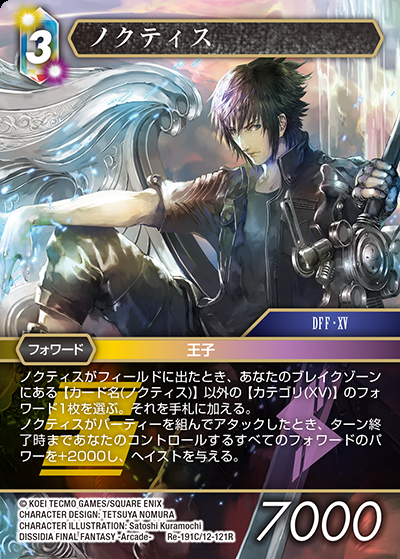 3
ノクティス
DFF・XV
フォワード
王子
ノクティスがフィールドに出たとき、あなたのブレイクゾーン
にある【カード名(ノクティス)】以外の【カテゴリ(XV)】のフォ
ワード1枚を選ぶ。それを手札に加える。
ノクティスがパーティーを組んでアタックしたとき、ターン終
了時まであなたのコントロールするすべてのフォワードのパ
ワーを+2000し、ヘイストを与える。
© KOEI TECMO GAMES/SQUARE ENIX
CHARACTER DESIGN: TETSUYA NOMURA
CHARACTER ILLUSTRATION: Satoshi Kuramochi
DISSIDIA FINAL FANTASY -Arcade- Re-191C/12-121R
7000